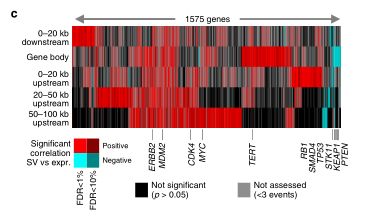 c
1575 genes
0–20 kb
downstream
Gene body
0–20 kb
upstream
20–50 kb
upstream
50–100 kb
upstream
Significant
correlation
SV vs expr.
Positive
Negative
FDR<1%
FDR<10%
ERBB2
MDM2
CDK4
MYC
TERT
RB1
SMAD4
TP53
STK11
KEAP1
PTEN
Not significant
(p > 0.05)
Not assessed
(<3 events)